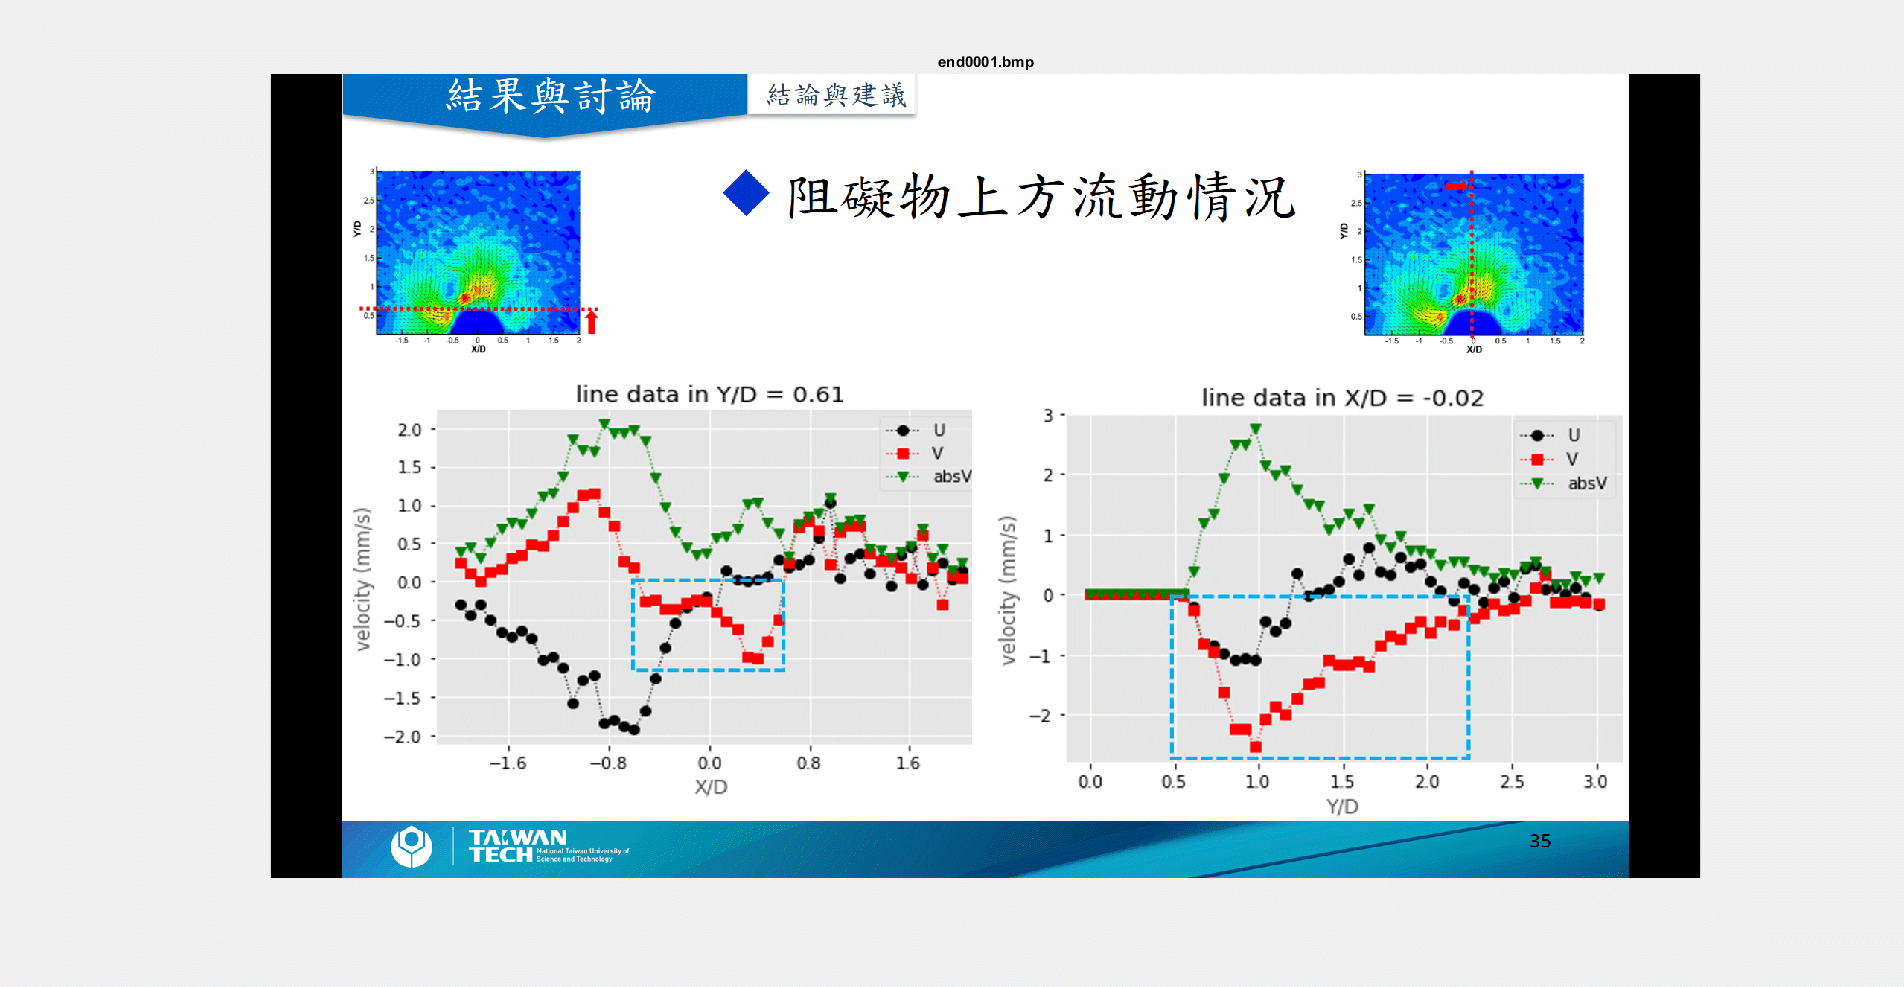 end0001.bmp
結果與討論
結論與建議
阻礙物上方流動情況
3
2.5
2
1.5
1
0.5
Y/D
-1.5 -1 -0.5 0 0.5 1 1.5 2
X/D
3
2.5
2
1.5
1
0.5
Y/D
-1.5 -1 -0.5 0 0.5 1 1.5 2
X/D
line data in Y/D = 0.61
U
V
absV
2.0
1.5
1.0
0.5
0.0
−0.5
−1.0
−1.5
−2.0
velocity (mm/s)
−1.6 −0.8 0.0 0.8 1.6
X/D
line data in X/D = -0.02
U
V
absV
3
2
1
0
−1
−2
velocity (mm/s)
0.0 0.5 1.0 1.5 2.0 2.5 3.0
Y/D
TAIWAN
TECH
National Taiwan University of
Science and Technology
35